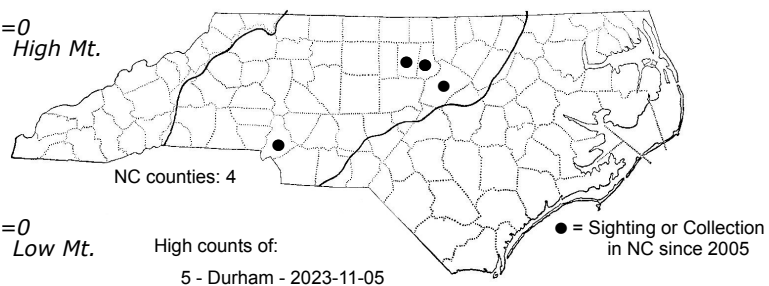 =0
High Mt.
NC counties: 4
=0
Low Mt.
High counts of:
5 - Durham - 2023-11-05
● = Sighting or Collection
in NC since 2005